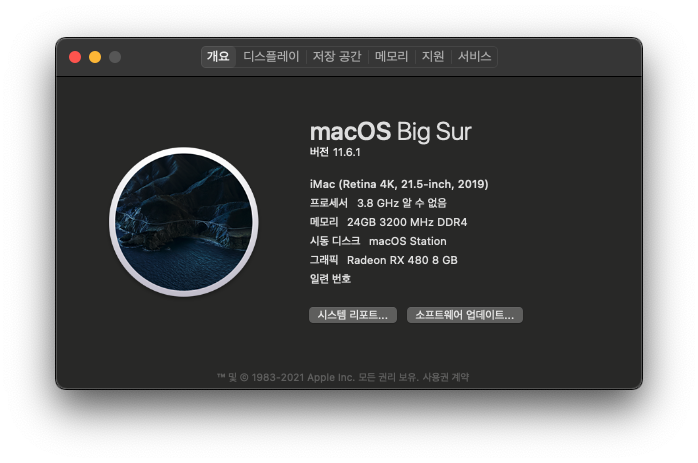 개요 디스플레이 저장 공간 메모리 지원 서비스
macOS Big Sur
버전 11.6.1
iMac (Retina 4K, 21.5-inch, 2019)
프로세서 3.8 GHz 알 수 없음
메모리 24GB 3200 MHz DDR4
시동 디스크 macOS Station
그래픽 Radeon RX 480 8 GB
일련 번호
시스템 리포트... 소프트웨어 업데이트...
™ 및 © 1983-2021 Apple Inc. 모든 권리 보유. 사용권 계약